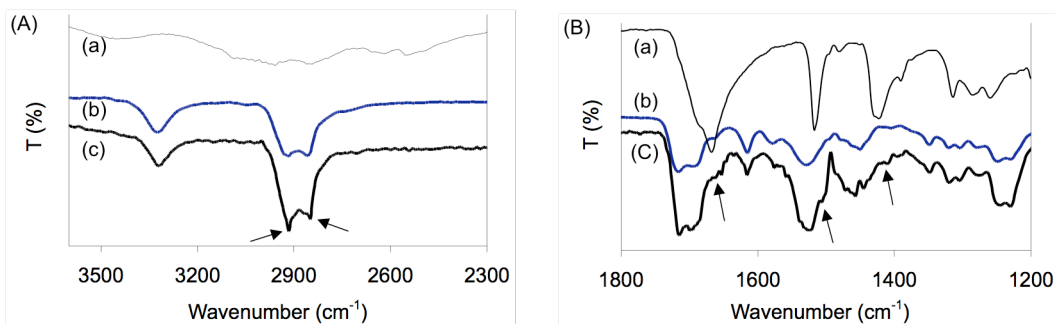 (A)
(a)
(b)
(c)
T (%)
3500 3200 2900 2600 2300
Wavenumber (cm-1)
(B)
(a)
(b)
(C)
T (%)
1800 1600 1400 1200
Wavenumber (cm-1)